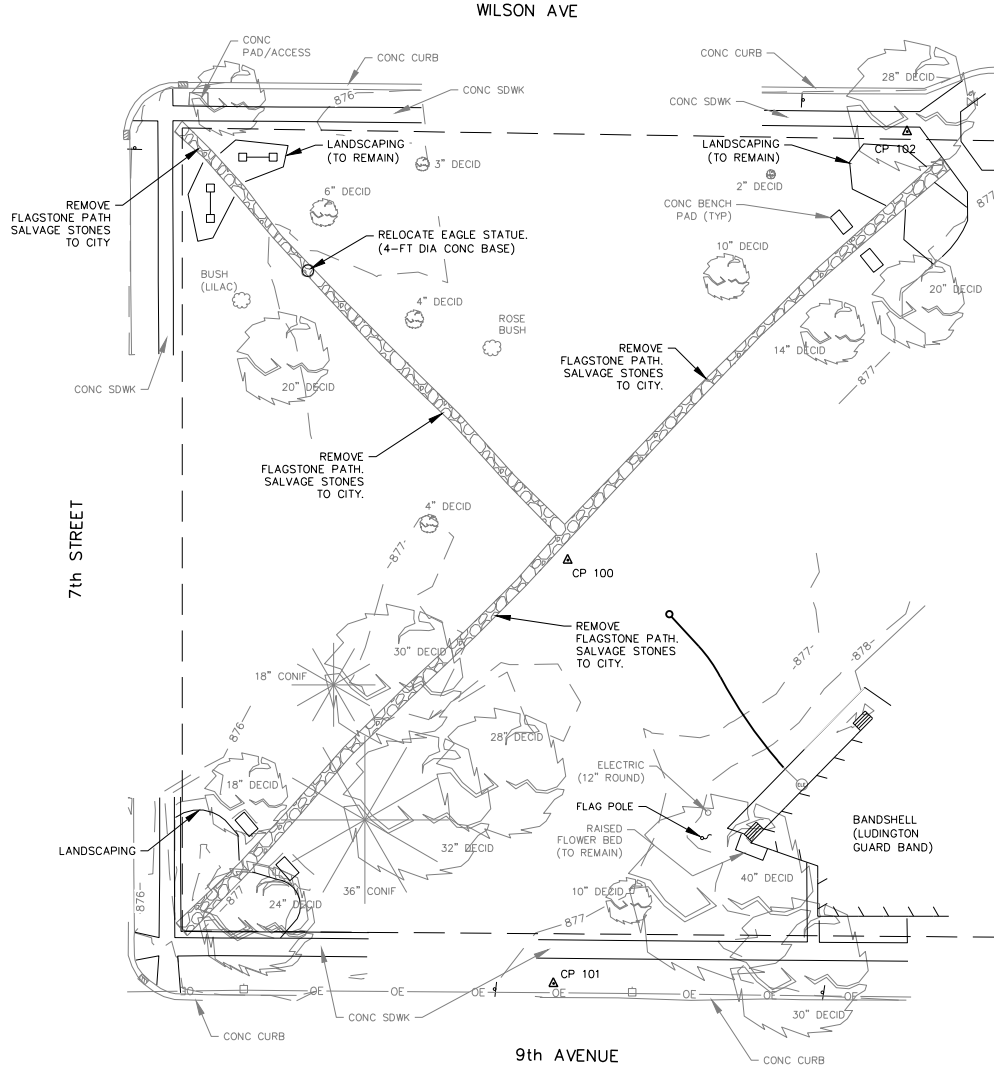 WILSON AVE
CONC
PAD/ACCESS
CONC CURB
CONC CURB
28" DECID
876-
CONC SDWK
CONC SDWK
LANDSCAPING
(TO REMAIN)
3" DECID
LANDSCAPING
(TO REMAIN)
CP 102
2" DECID
877
REMOVE
FLAGSTONE PATH
SALVAGE STONES
TO CITY
6" DECID
CONC BENCH
PAD (TYP)
RELOCATE EAGLE STATUE.
(4-FT DIA CONC BASE)
10" DECID
BUSH
(LILAC)
20" DECID
4" DECID
ROSE
BUSH
14" DECID
REMOVE
FLAGSTONE PATH.
SALVAGE STONES
TO CITY.
-877-
CONC SDWK
20" DECID
REMOVE
FLAGSTONE PATH.
SALVAGE STONES
TO CITY.
4" DECID
7th STREET
-877-
CP 100
REMOVE
FLAGSTONE PATH.
SALVAGE STONES
TO CITY.
30" DECID
-877-
-878-
18" CONIF
876-
28" DECID
18" DECID
ELECTRIC
(12" ROUND)
ELE
FLAG POLE
BANDSHELL
(LUDINGTON
GUARD BAND)
RAISED
FLOWER BED
(TO REMAIN)
LANDSCAPING
32" DECID
40" DECID
-876-
877
36" CONIF
24" DECID
10" DECID
877
CP 101
OE
OE
OE
OE
OE
OE
OE
CONC SDWK
30" DECID
CONC CURB
9th AVENUE
CONC CURB